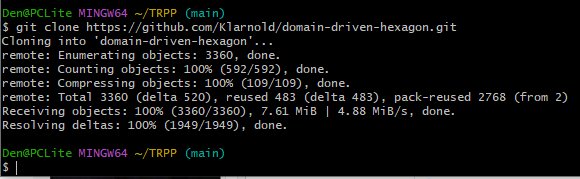 Den@PCLite MINGW64 ~/TRPP (main)
$ git clone https://github.com/Klarnold/domain-driven-hexagon.git
Cloning into 'domain-driven-hexagon'...
remote: Enumerating objects: 3360, done.
remote: Counting objects: 100% (592/592), done.
remote: Compressing objects: 100% (109/109), done.
remote: Total 3360 (delta 520), reused 483 (delta 483), pack-reused 2768 (from 2)
Receiving objects: 100% (3360/3360), 7.61 MiB | 4.88 MiB/s, done.
Resolving deltas: 100% (1949/1949), done.
Den@PCLite MINGW64 ~/TRPP (main)
$